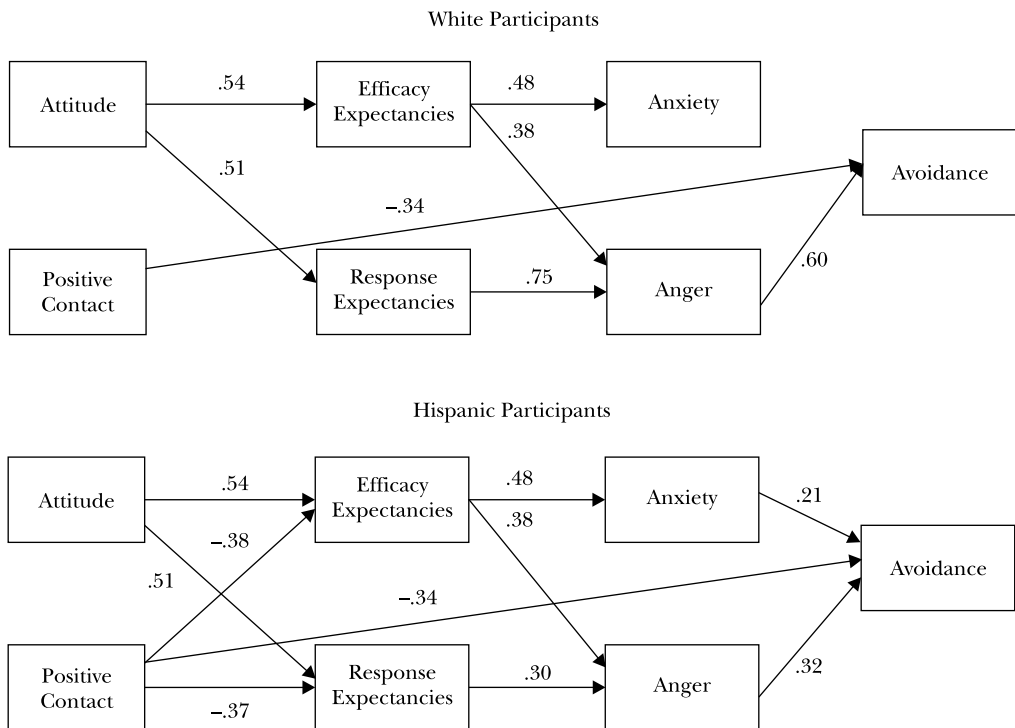 White Participants
Attitude
.54
Efficacy
Expectancies
.48
Anxiety
.38
.51
Avoidance
–.34
Positive
Contact
Response
Expectancies
.75
Anger
.60
Hispanic Participants
Attitude
.54
Efficacy
Expectancies
.48
Anxiety
.21
.38
–.38
.51
Avoidance
–.34
Positive
Contact
Response
Expectancies
.30
Anger
.32
–.37